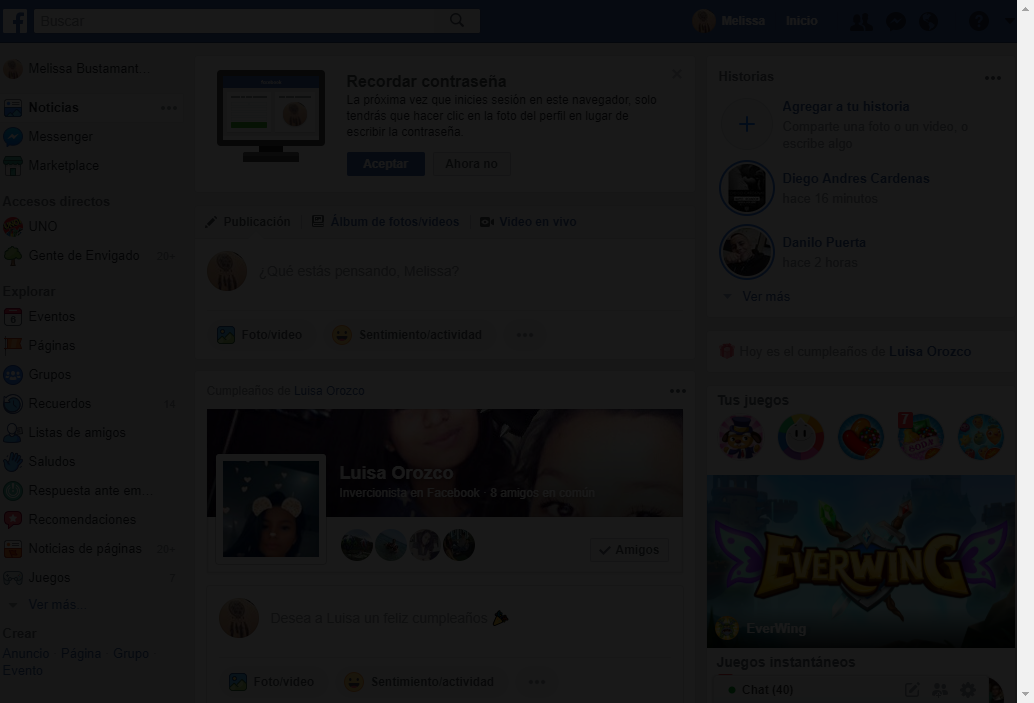 Buscar
Melissa
Inicio
Melissa Bustamant...
Noticias
Messenger
Marketplace
Accesos directos
UNO
Gente de Envigado 20+
Explorar
Eventos
Páginas
Grupos
Recuerdos 14
Listas de amigos
Saludos
Respuesta ante em...
Recomendaciones
Noticias de páginas 20+
Juegos 7
Ver más...
Crear
Anuncio Página Grupo
Evento
Recordar contraseña
La próxima vez que inicies sesión en este navegador, solo
tendrás que hacer clic en la foto del perfil en lugar de
escribir la contraseña.
Aceptar
Ahora no
Publicación
Álbum de fotos/videos
Video en vivo
¿Qué estás pensando, Melissa?
Foto/video
Sentimiento/actividad
Cumpleaños de Luisa Orozco
Luisa Orozco
Invercionista en Facebook · 8 amigos en común
Amigos
Desea a Luisa un feliz cumpleaños
Foto/video
Sentimiento/actividad
Historias
Agregar a tu historia
Comparte una foto o un video, o
escribe algo
Diego Andres Cardenas
hace 16 minutos
Danilo Puerta
hace 2 horas
Ver más
Hoy es el cumpleaños de Luisa Orozco
Tus juegos
7
EVERWING
EverWing
Juegos instantáneos
Chat (40)